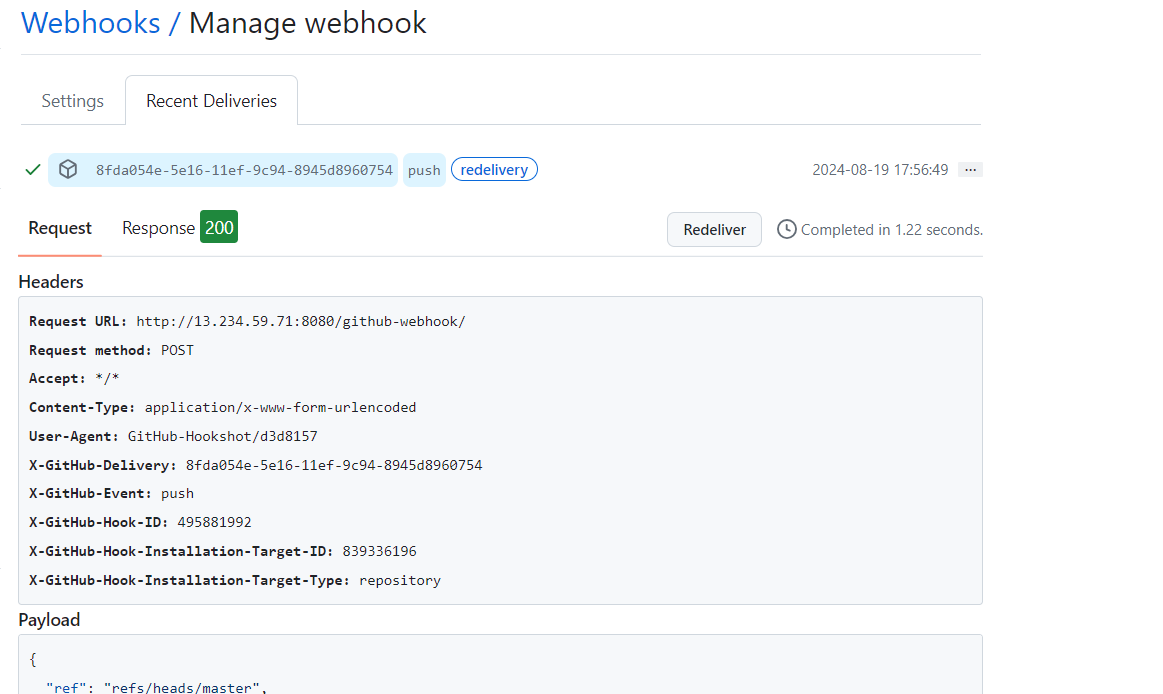 Webhooks / Manage webhook
Settings Recent Deliveries
8fda054e-5e16-11ef-9c94-8945d8960754 push redelivery 2024-08-19 17:56:49 ...
Request Response 200 Redeliver Completed in 1.22 seconds.
Headers
Request URL: http://13.234.59.71:8080/github-webhook/
Request method: POST
Accept: */*
Content-Type: application/x-www-form-urlencoded
User-Agent: GitHub-Hookshot/d3d8157
X-GitHub-Delivery: 8fda054e-5e16-11ef-9c94-8945d8960754
X-GitHub-Event: push
X-GitHub-Hook-ID: 495881992
X-GitHub-Hook-Installation-Target-ID: 839336196
X-GitHub-Hook-Installation-Target-Type: repository
Payload
{
"ref": "refs/heads/master",